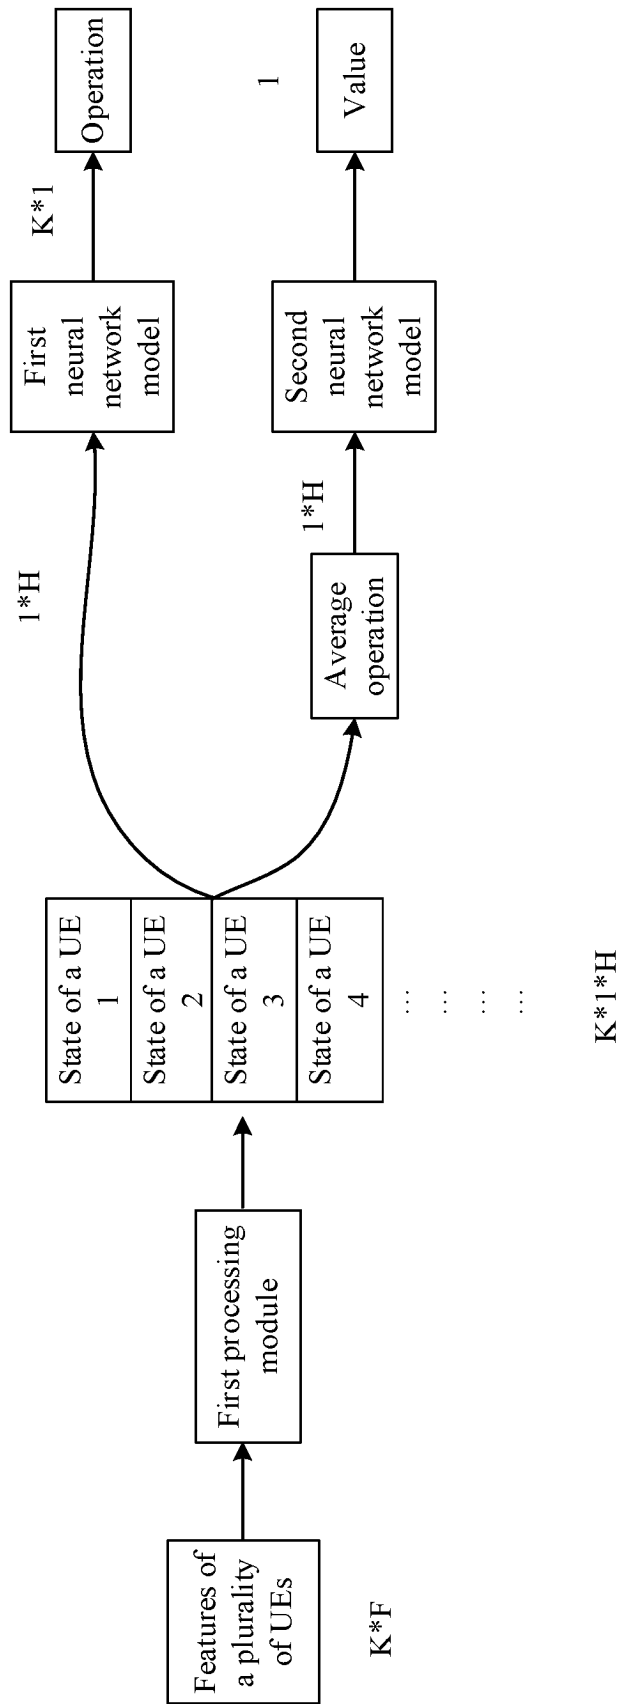 Features of
a plurality
of UEs
K*F
First processing
module
State of a UE
1
State of a UE
2
State of a UE
3
State of a UE
4
....
....
....
....
K*1*H
1*H
First
neural
network
model
K*1
Operation
Average
operation
1*H
Second
neural
network
model
1
Value